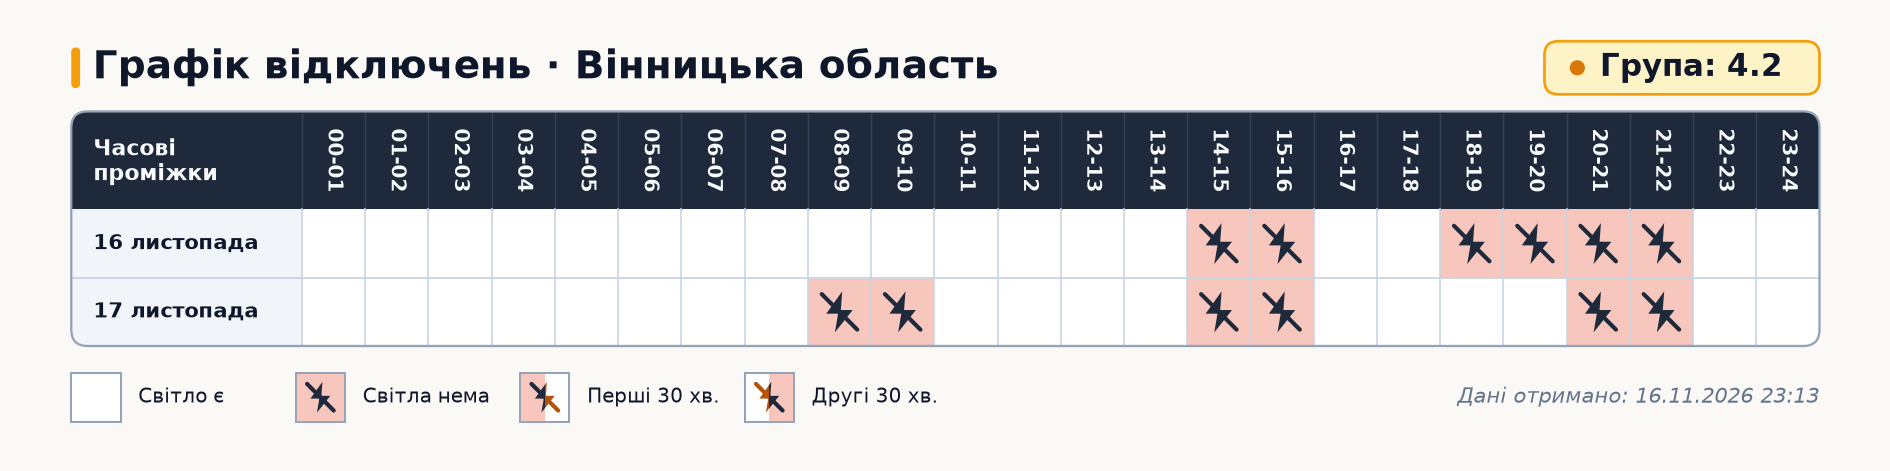 Графік відключень · Вінницька область
Група: 4.2
Часові
проміжки
00-01
01-02
02-03
03-04
04-05
05-06
06-07
07-08
08-09
09-10
10-11
11-12
12-13
13-14
14-15
15-16
16-17
17-18
18-19
19-20
20-21
21-22
22-23
23-24
16 листопада
17 листопада
Світло є
Світла нема
Перші 30 хв.
Другі 30 хв.
Дані отримано: 16.11.2026 23:13